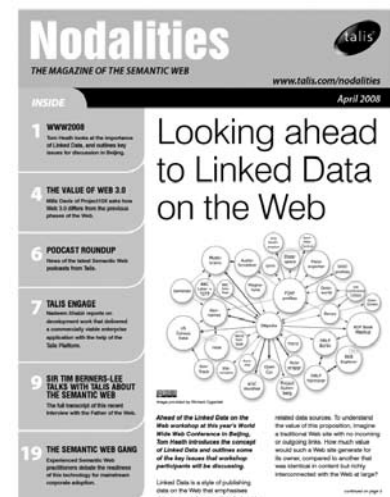 Nodalities
talis
THE MAGAZINE OF THE SEMANTIC WEB
www.talis.com/nodalities
INSIDE
April 2008
1 WWW2008
Tom Heath looks at the importance
of Linked Data, and outlines key
issues for discussion in Beijing.
4 THE VALUE OF WEB 3.0
Mills Davis of Project10X asks how
Web 3.0 differs from the previous
phases of the Web.
6 PODCAST ROUNDUP
News of the latest Semantic Web
podcasts from Talis.
7 TALIS ENGAGE
Nadeem Shabir reports on
development work that delivered
a commercially viable enterprise
application with the help of the
Talis Platform.
9 SIR TIM BERNERS-LEE
TALKS WITH TALIS ABOUT
THE SEMANTIC WEB
The full transcript of this recent
interview with the Father of the Web.
19 THE SEMANTIC WEB GANG
Experienced Semantic Web
practitioners debate the readiness
of this technology for mainstream
corporate adoption.
Looking ahead
to Linked Data
on the Web
Image provided by Richard Cyganiak
Ahead of the Linked Data on the
Web workshop at this year's World
Wide Web Conference in Beijing,
Tom Heath introduces the concept
of Linked Data and outlines some
of the key issues that workshop
participants will be discussing.
Linked Data is a style of publishing
data on the Web that emphasises
related data sources. To understand
the value of this proposition, imagine
a traditional Web site with no incoming
or outgoing links. How much value
would such a Web site generate for
its owner, compared to another that
was identical in content but richly
interconnected with the Web at large?
continued on page 3